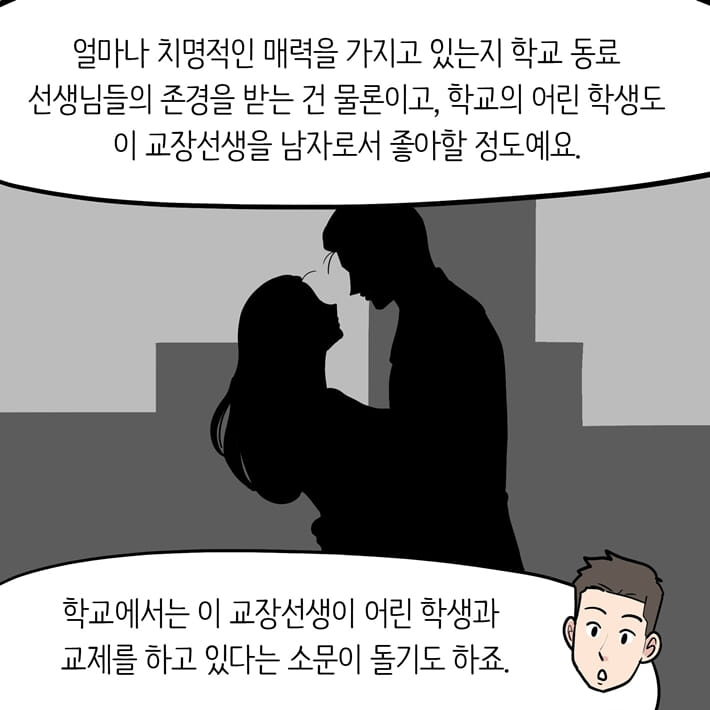 얼마나 치명적인 매력을 가지고 있는지 학교 동료
선생님들의 존경을 받는 건 물론이고, 학교의 어린 학생도
이 교장선생을 남자로서 좋아할 정도예요.
학교에서는 이 교장선생이 어린 학생과
교제를 하고 있다는 소문이 돌기도 하죠.